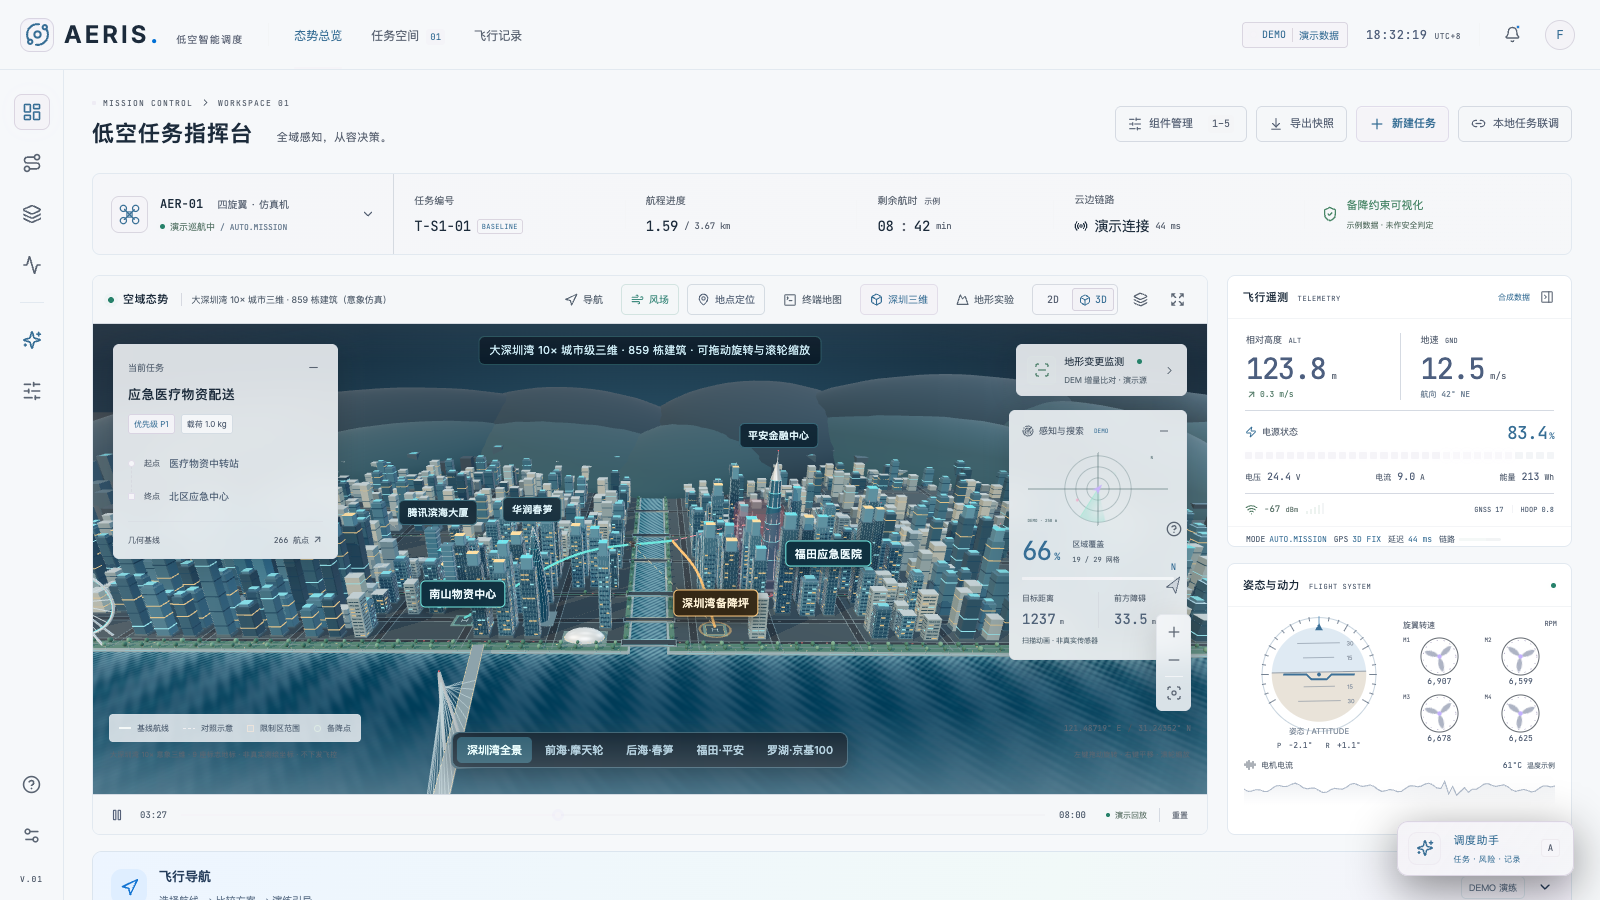 AERIS.
低空智能调度
态势总览
任务空间 01
飞行记录
DEMO 演示数据
18:32:19 UTC+8
F
MISSION CONTROL > WORKSPACE 01
低空任务指挥台
全域感知，从容决策。
组件管理 1-5
导出快照
新建任务
本地任务联调
AER-01 四旋翼 · 仿真机
演示巡航中 / AUTO.MISSION
任务编号
T-S1-01 BASELINE
航程进度
1.59 / 3.67 km
剩余航时 示例
08 : 42 min
云边链路
演示连接 44 ms
备降约束可视化
示例数据 · 未作安全判定
空域态势
大深圳湾 10× 城市三维 · 859 栋建筑（意象仿真）
导航
风场
地点定位
终端地图
深圳三维
地形实验
2D
3D
大深圳湾 10× 城市级三维 · 859 栋建筑 · 可拖动旋转与滚轮缩放
当前任务
应急医疗物资配送
优先级 P1
载荷 1.0 kg
起点 医疗物资中转站
终点 北区应急中心
几何基线
266 航点
地形变更监测
DEM 增量比对 · 演示源
感知与搜索 DEMO
66%
区域覆盖
19 / 29 网格
目标距离
1237 m
前方障碍
33.5 m
扫描动画 · 非真实传感器
N
平安金融中心
腾讯滨海大厦
华润春笋
福田应急医院
南山物资中心
深圳湾备降坪
基线航线
对照示意
限制区范围
备降点
深圳湾全景
前海·摩天轮
后海·春笋
福田·平安
罗湖·京基100
03:27
08:00
演示回放
重置
飞行遥测 TELEMETRY
合成数据
相对高度 ALT
123.8 m
0.3 m/s
地速 GND
12.5 m/s
航向 42° NE
电源状态
83.4%
电压 24.4 V
电流 9.0 A
能量 213 Wh
-67 dBm
GNSS 17
HDOP 0.8
MODE AUTO.MISSION GPS 3D FIX 延迟 44 ms 链路
姿态与动力 FLIGHT SYSTEM
30
15
15
30
姿态 / ATTITUDE
P -2.1° R +1.1°
旋翼转速
RPM
M1
6,907
M2
6,599
M3
6,678
M4
6,625
电机电流
61°C 温度示例
调度助手
任务 · 风险 · 记录
A
飞行导航
DEMO 演练
V.01